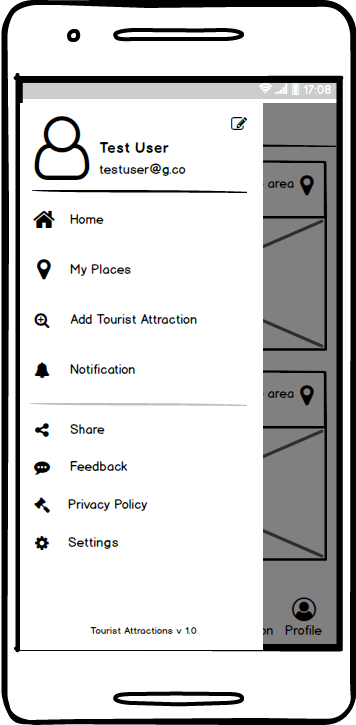 17:08
Test User
testuser@g.co
area
Home
My Places
Add Tourist Attraction
Notification
area
Share
Feedback
Privacy Policy
Settings
Tourist Attractions v 1.0
on Profile